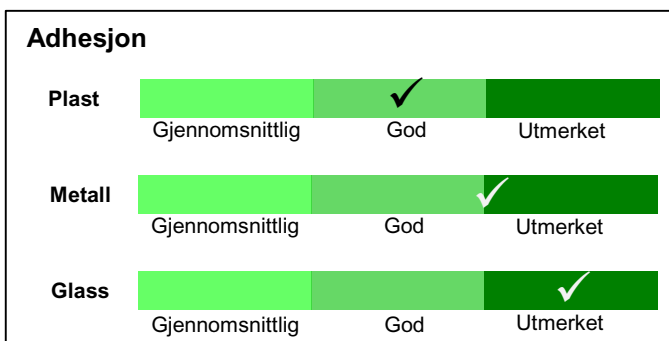 Adhesjon
Plast
Gjennomsnittlig God Utmerket
Metall
Gjennomsnittlig God Utmerket
Glass
Gjennomsnittlig God Utmerket